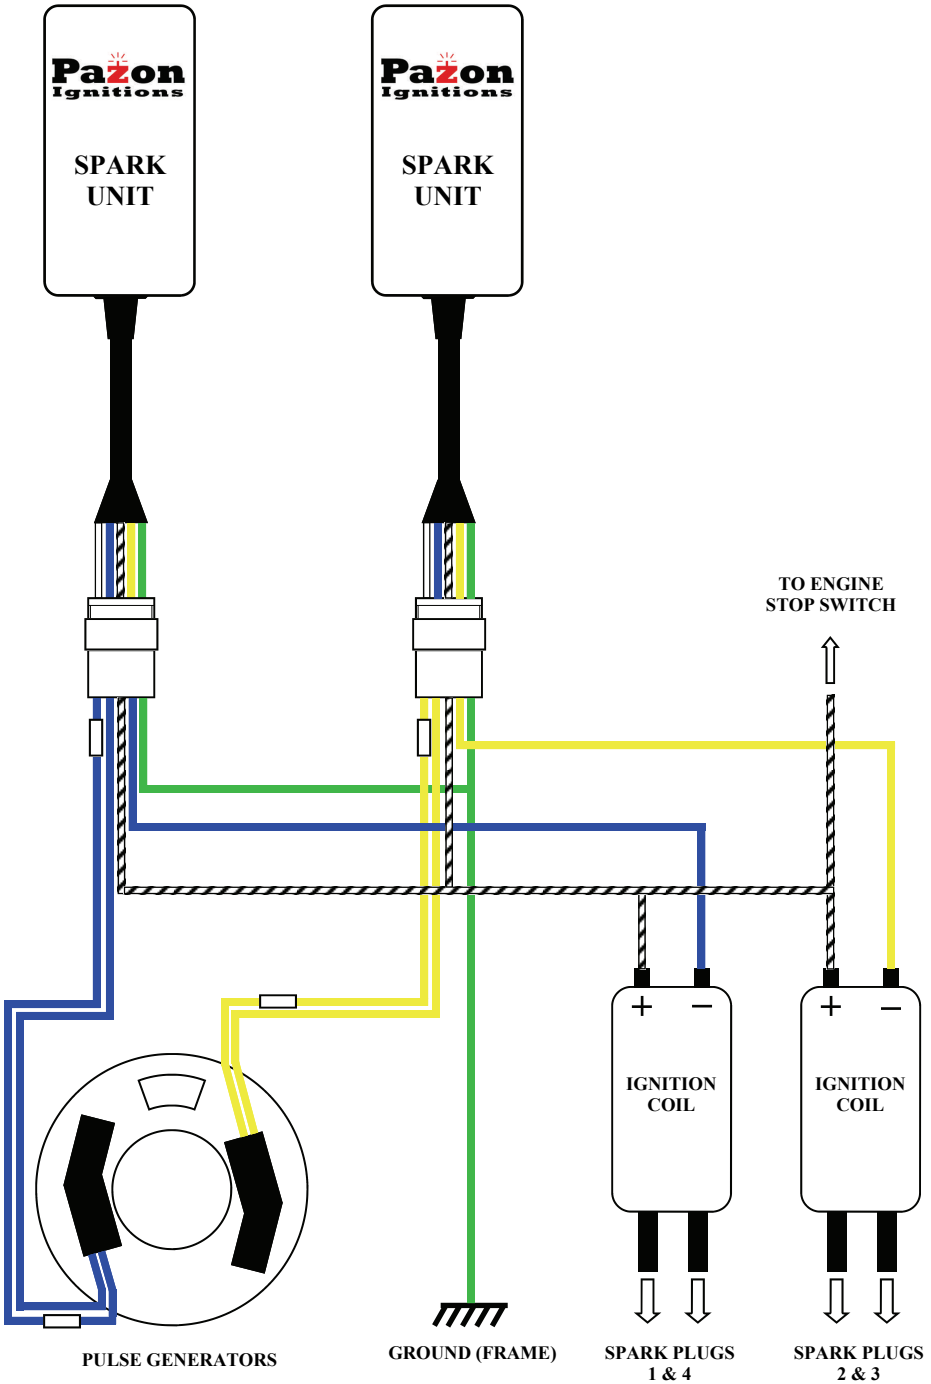 Pazon
Ignitions
SPARK
UNIT
Pazon
Ignitions
SPARK
UNIT
TO ENGINE
STOP SWITCH
+ −
IGNITION
COIL
+ −
IGNITION
COIL
PULSE GENERATORS
GROUND (FRAME)
SPARK PLUGS
1 & 4
SPARK PLUGS
2 & 3